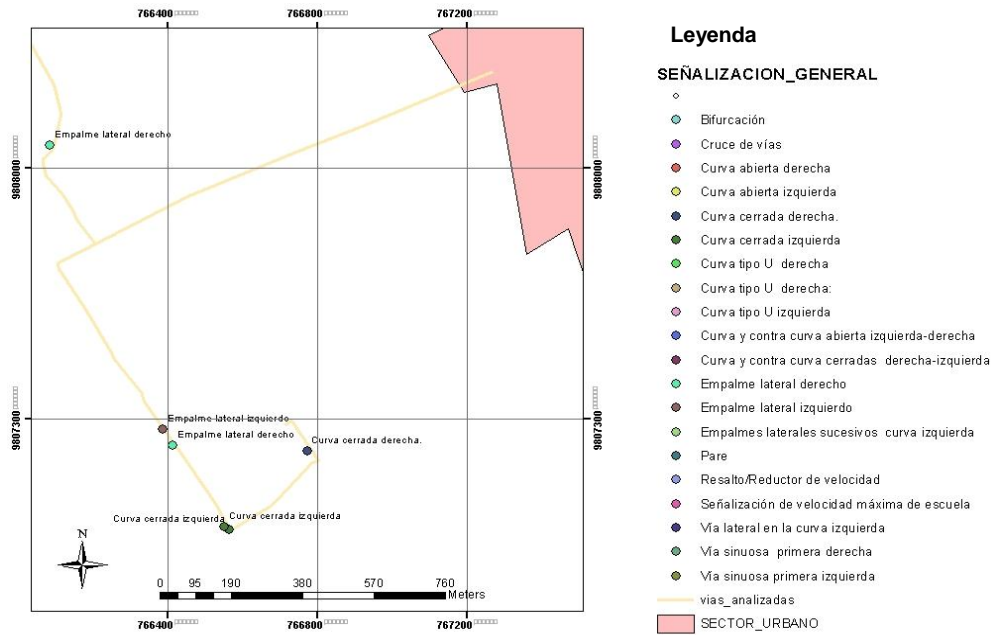 766400
766800
767200
Leyenda
SEÑALIZACION_GENERAL
Bifurcación
Cruce de vías
Curva abierta derecha
Curva abierta izquierda
Curva cerrada derecha.
Curva cerrada izquierda
Curva tipo U derecha
Curva tipo U derecha:
Curva tipo U izquierda
Curva y contra curva abierta izquierda-derecha
Curva y contra curva cerradas derecha-izquierda
Empalme lateral derecho
Empalme lateral izquierdo
Empalmes laterales sucesivos curva izquierda
Pare
Resalto/Reductor de velocidad
Señalización de velocidad máxima de escuela
Vía lateral en la curva izquierda
Vía sinuosa primera derecha
Vía sinuosa primera izquierda
vias_analizadas
SECTOR_URBANO
Empalme lateral derecho
9808000
9808000
9807300
9807300
Empalme lateral izquierdo
Empalme lateral derecho
Curva cerrada derecha.
Curva cerrada izquierda
Curva cerrada izquierda
N
0 95 190 380 570 760
Meters
766400
766800
767200